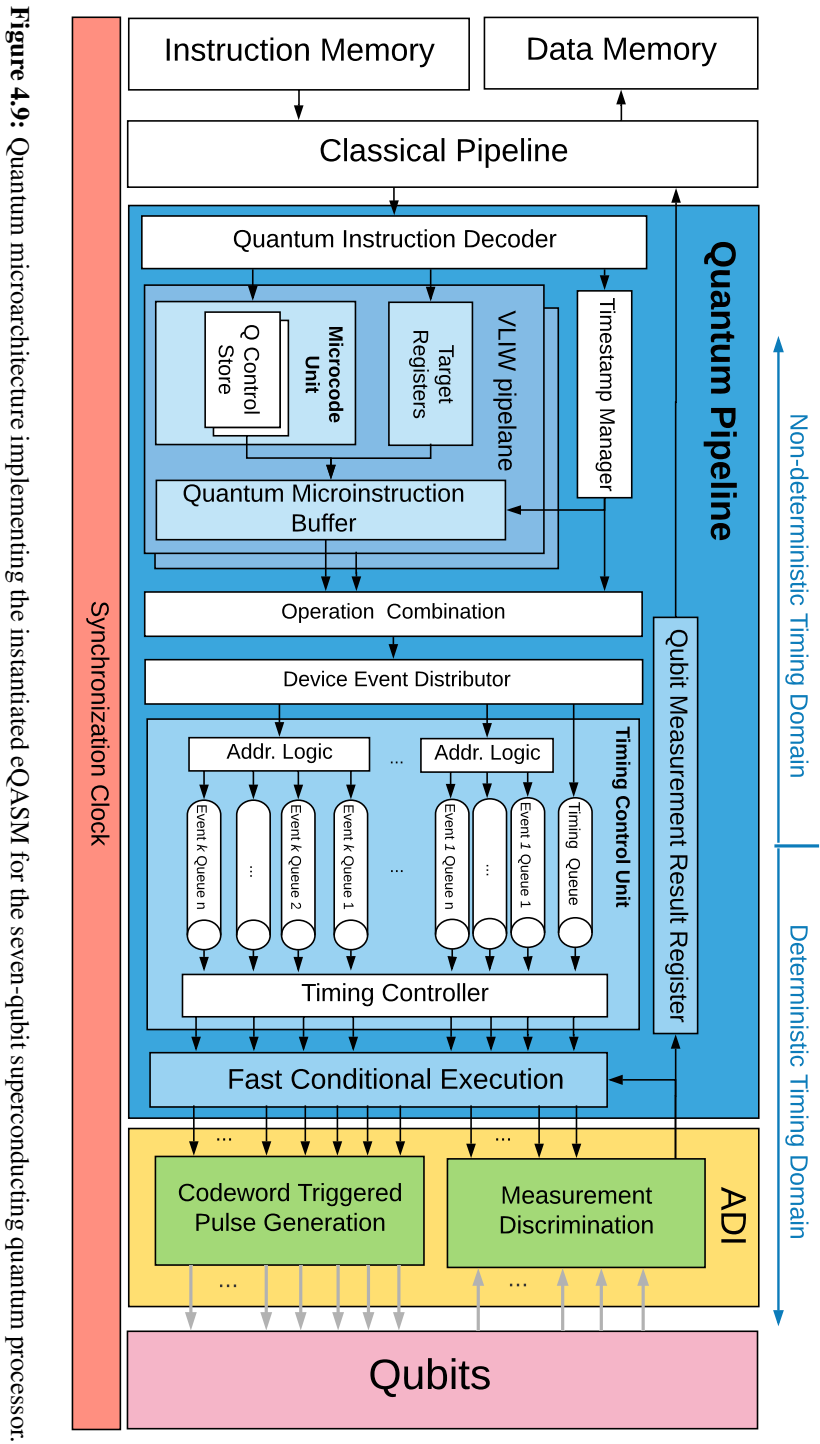 Instruction Memory
Data Memory
Classical Pipeline
Quantum Pipeline
Quantum Instruction Decoder
Timestamp Manager
VLIW pipelane
Microcode
Unit
Q Control
Store
Target
Registers
Quantum Microinstruction
Buffer
Operation Combination
Device Event Distributor
Timing Control Unit
Addr. Logic
...
Addr. Logic
Event k Queue n
...
Event k Queue 2
Event k Queue 1
...
Event 1 Queue n
...
Event 1 Queue 1
Timing Queue
Timing Controller
Fast Conditional Execution
Qubit Measurement Result Register
ADI
...
...
Codeword Triggered
Pulse Generation
Measurement
Discrimination
...
...
Qubits
Synchronization Clock
Non-deterministic Timing Domain
Deterministic Timing Domain
Figure 4.9: Quantum microarchitecture implementing the instantiated eQASM for the seven-qubit superconducting quantum processor.